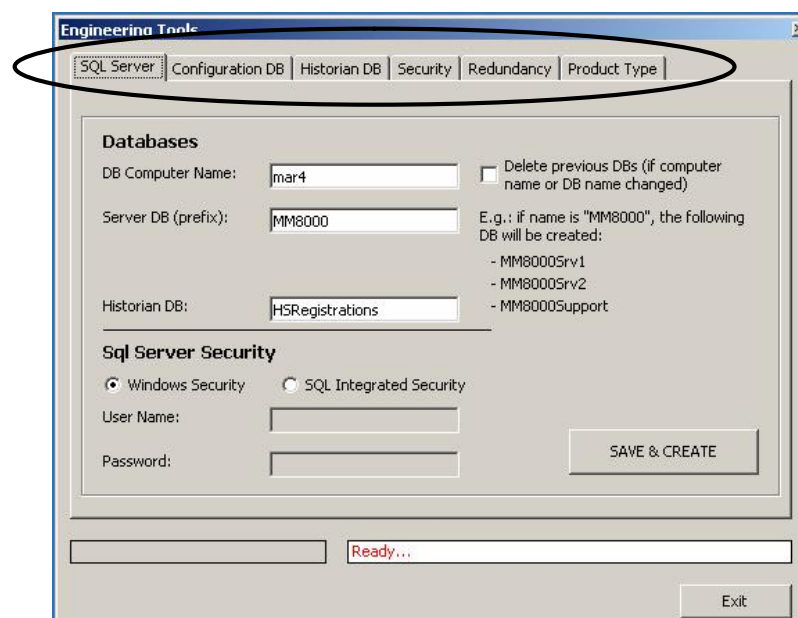 Engineering Tools
SQL Server Configuration DB Historian DB Security Redundancy Product Type
Databases
DB Computer Name: mar4
Delete previous DBs (if computer
name or DB name changed)
Server DB (prefix): MM8000
E.g.: if name is "MM8000", the following
DB will be created:
- MM8000Srv1
- MM8000Srv2
- MM8000Support
Historian DB: HSRegistrations
Sql Server Security
Windows Security SQL Integrated Security
User Name:
Password:
SAVE & CREATE
Ready...
Exit